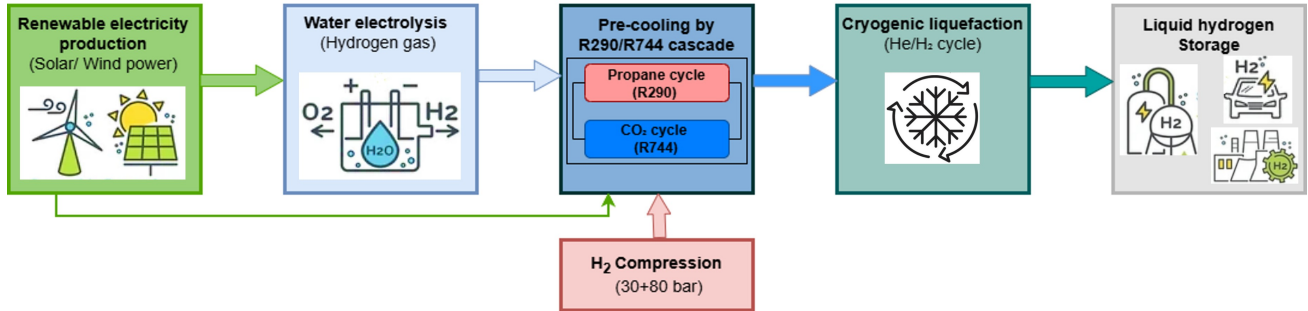 Renewable electricity
production
(Solar/ Wind power)
Water electrolysis
(Hydrogen gas)
+ −
O2
H2
H2O
Pre-cooling by
R290/R744 cascade
Propane cycle
(R290)
CO₂ cycle
(R744)
Cryogenic liquefaction
(He/H₂ cycle)
Liquid hydrogen
Storage
H2
H2
H2
H₂ Compression
(30+80 bar)